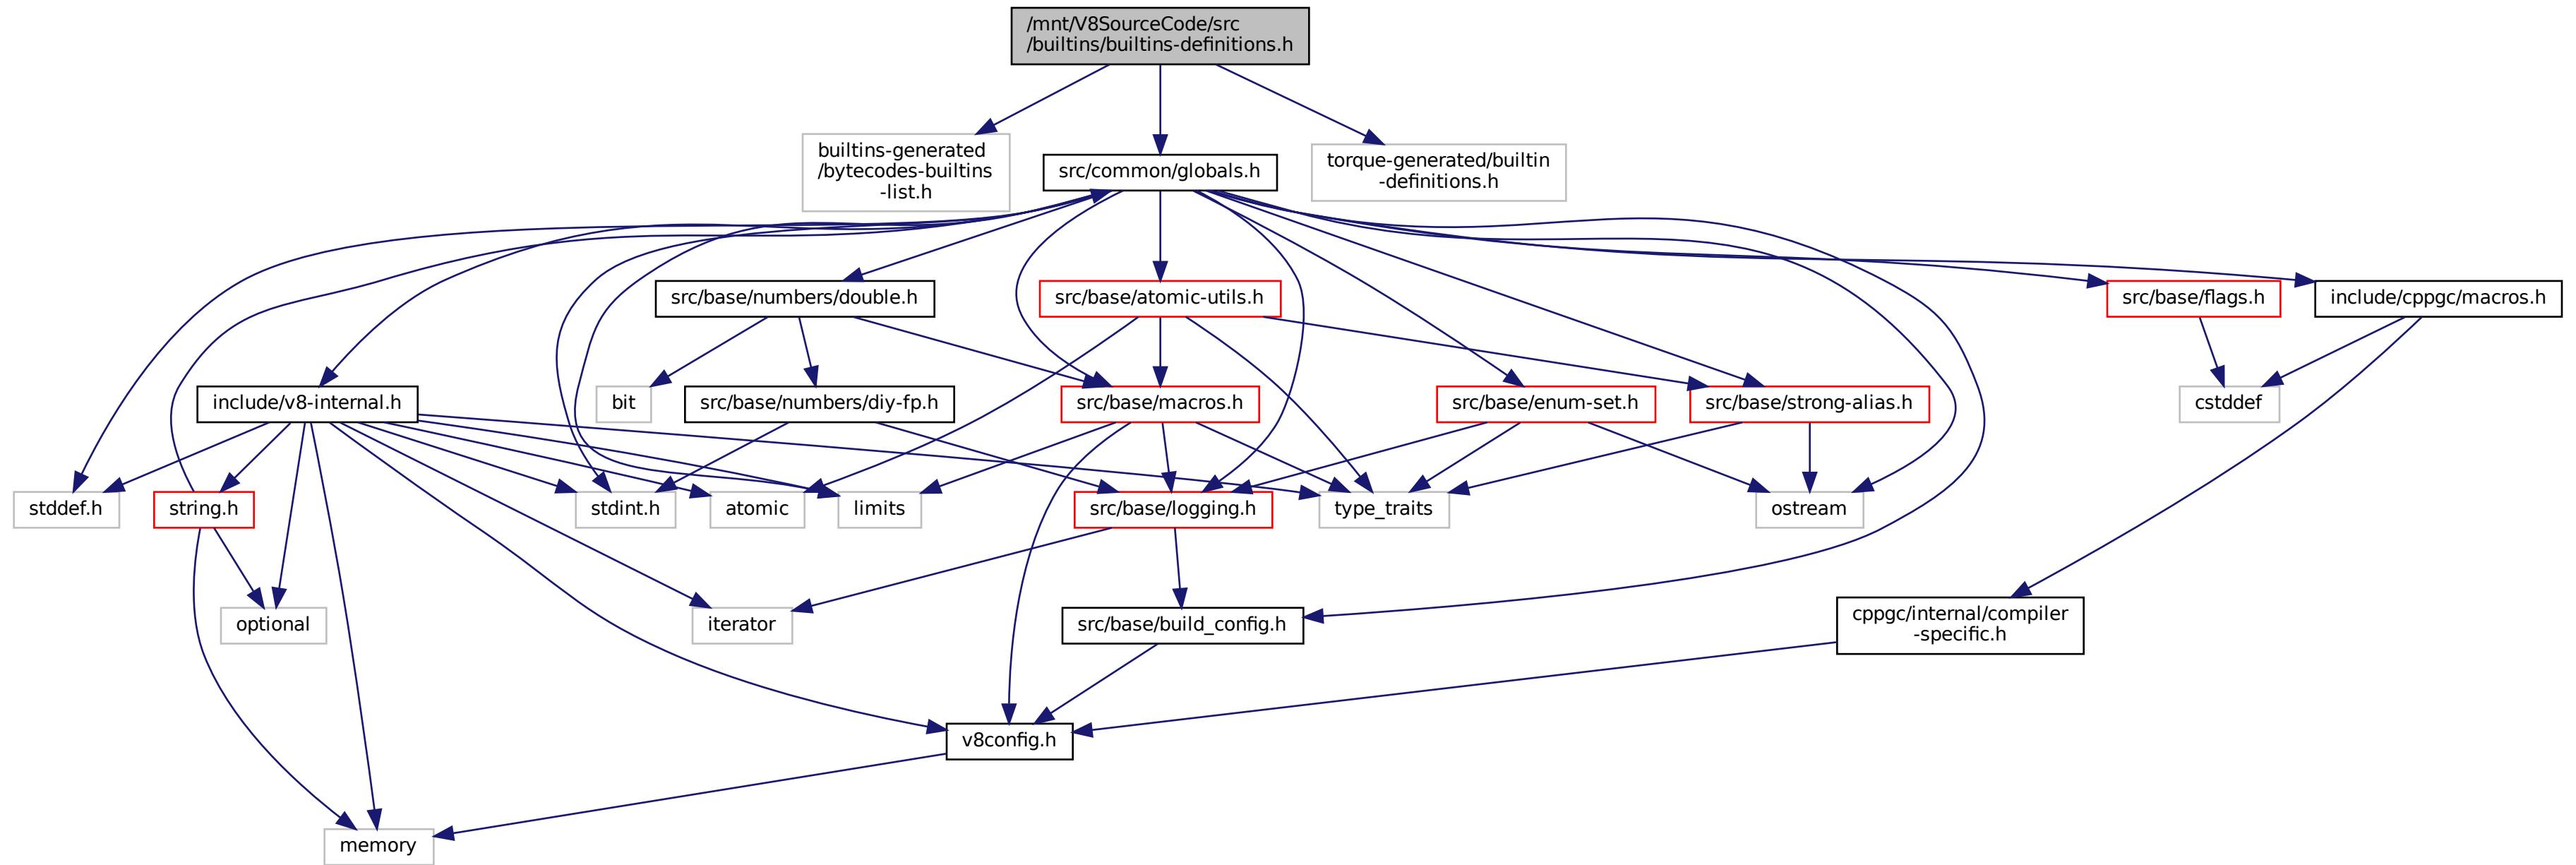 /mnt/V8SourceCode/src
/builtins/builtins-definitions.h
builtins-generated
/bytecodes-builtins
-list.h
src/common/globals.h
torque-generated/builtin
-definitions.h
src/base/numbers/double.h
src/base/atomic-utils.h
src/base/flags.h
include/cppgc/macros.h
include/v8-internal.h
bit
src/base/numbers/diy-fp.h
src/base/macros.h
src/base/enum-set.h
src/base/strong-alias.h
cstddef
stddef.h
string.h
stdint.h
atomic
limits
src/base/logging.h
type_traits
ostream
optional
iterator
src/base/build_config.h
cppgc/internal/compiler
-specific.h
v8config.h
memory